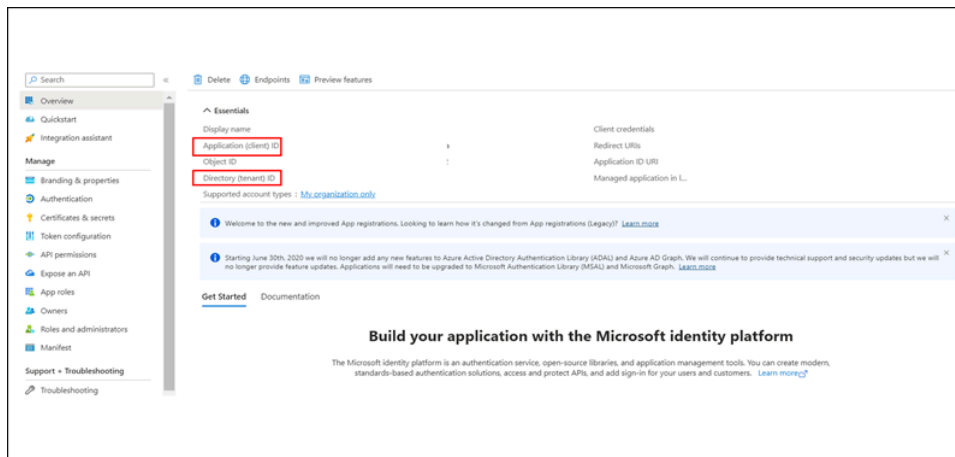 Search
Overview
Quickstart
Integration assistant
Manage
Branding & properties
Authentication
Certificates & secrets
Token configuration
API permissions
Expose an API
App roles
Owners
Roles and administrators
Manifest
Support + Troubleshooting
Troubleshooting
Delete Endpoints Preview features
Essentials
Display name
Application (client) ID
Object ID
Directory (tenant) ID
Supported account types : My organization only
Client credentials
Redirect URIs
Application ID URI
Managed application in l...
Welcome to the new and improved App registrations. Looking to learn how it's changed from App registrations (Legacy)? Learn more
Starting June 30th, 2020 we will no longer add any new features to Azure Active Directory Authentication Library (ADAL) and Azure AD Graph. We will continue to provide technical support and security updates but we will
no longer provide feature updates. Applications will need to be upgraded to Microsoft Authentication Library (MSAL) and Microsoft Graph. Learn more
Get Started Documentation
Build your application with the Microsoft identity platform
The Microsoft identity platform is an authentication service, open-source libraries, and application management tools. You can create modern,
standards-based authentication solutions, access and protect APIs, and add sign-in for your users and customers. Learn more